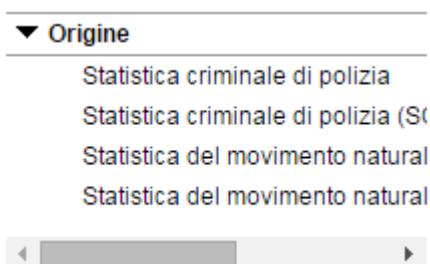 Origine
Statistica criminale di polizia
Statistica criminale di polizia (S
Statistica del movimento natural
Statistica del movimento natural